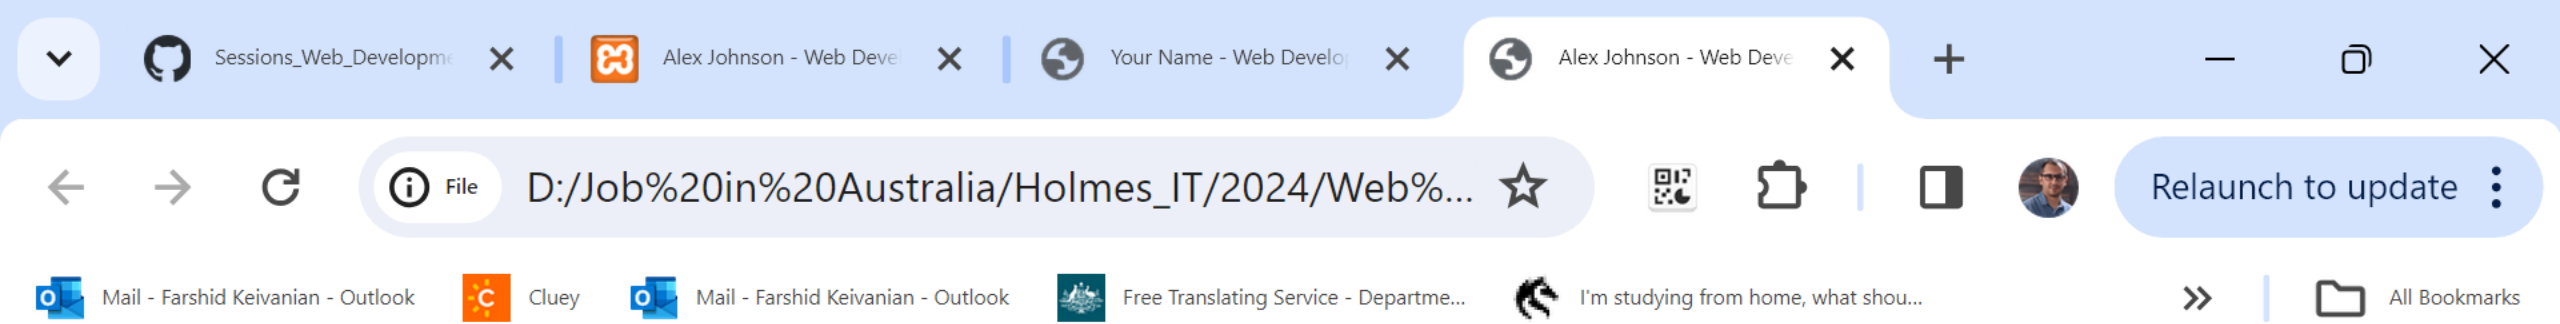 Sessions_Web_Developme
Alex Johnson - Web Deve
Your Name - Web Develo
Alex Johnson - Web Deve
File
D:/Job%20in%20Australia/Holmes_IT/2024/Web%...
Relaunch to update
Mail - Farshid Keivanian - Outlook
Cluey
Mail - Farshid Keivanian - Outlook
Free Translating Service - Departme...
I'm studying from home, what shou...
All Bookmarks